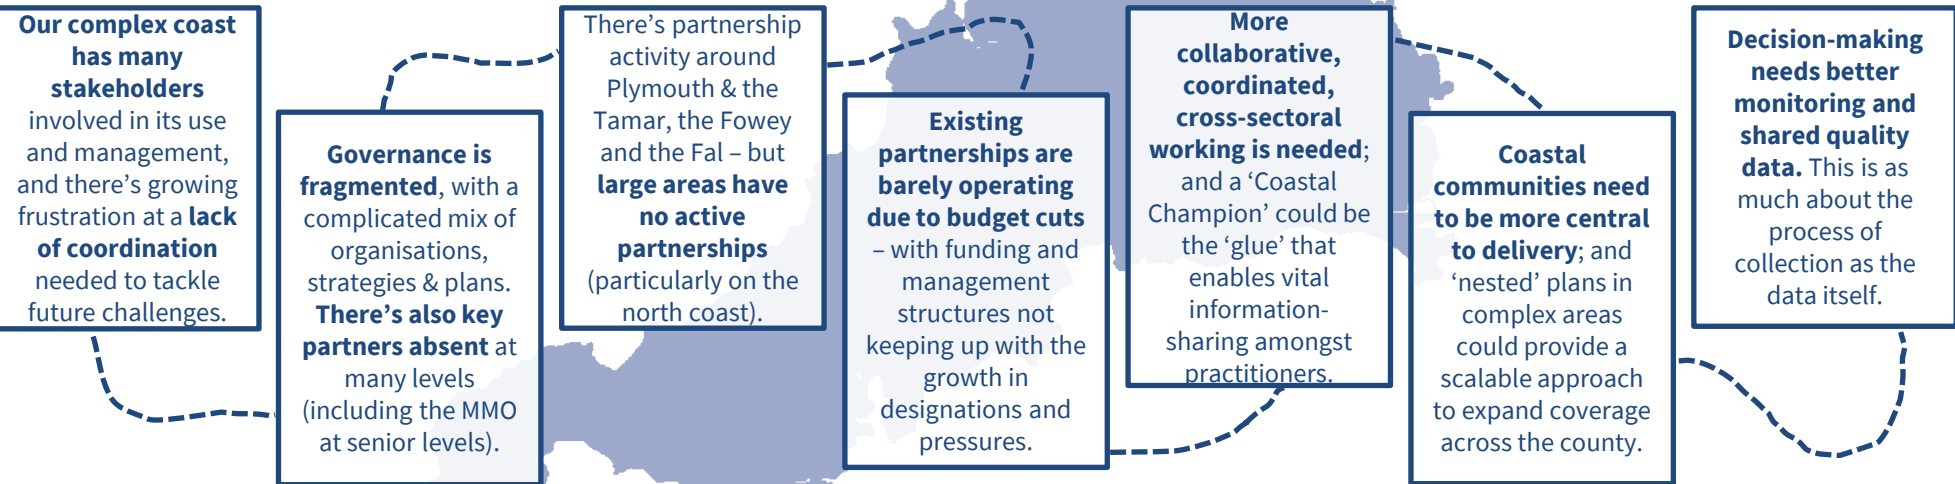 Our complex coast
has many
stakeholders
involved in its use
and management,
and there's growing
frustration at a lack
of coordination
needed to tackle
future challenges.
Governance is
fragmented, with a
complicated mix of
organisations,
strategies & plans.
There's also key
partners absent at
many levels
(including the MMO
at senior levels).
There's partnership
activity around
Plymouth & the
Tamar, the Fowey
and the Fal – but
large areas have
no active
partnerships
(particularly on the
north coast).
Existing
partnerships are
barely operating
due to budget cuts
– with funding and
management
structures not
keeping up with the
growth in
designations and
pressures.
More
collaborative,
coordinated,
cross-sectoral
working is needed;
and a 'Coastal
Champion' could be
the 'glue' that
enables vital
information-
sharing amongst
practitioners.
Coastal
communities need
to be more central
to delivery; and
'nested' plans in
complex areas
could provide a
scalable approach
to expand coverage
across the county.
Decision-making
needs better
monitoring and
shared quality
data. This is as
much about the
process of
collection as the
data itself.